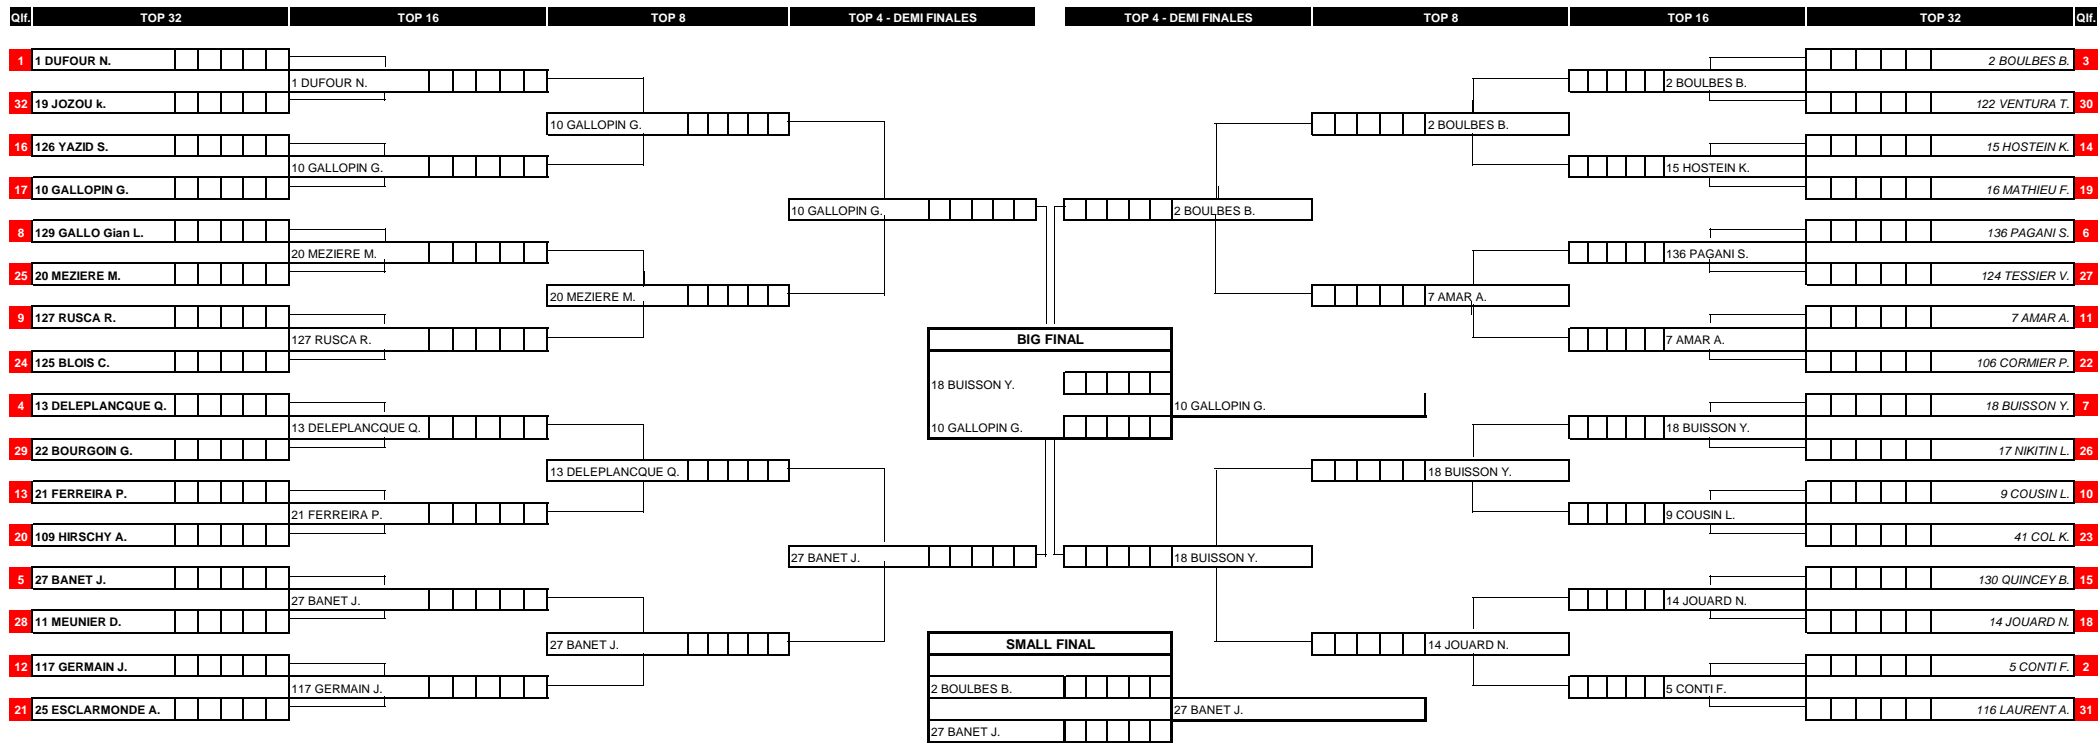 Qlf. TOP 32 TOP 16 TOP 8 TOP 4 - DEMI FINALES TOP 4 - DEMI FINALES TOP 8 TOP 16 TOP 32 Qlf.
1 1 DUFOUR N. 2 BOULBES B. 3
1 DUFOUR N. 2 BOULBES B.
32 19 JOZOU k. 122 VENTURA T. 30
10 GALLOPIN G. 2 BOULBES B.
16 126 YAZID S. 15 HOSTEIN K. 14
10 GALLOPIN G. 15 HOSTEIN K.
17 10 GALLOPIN G. 16 MATHIEU F. 19
10 GALLOPIN G. 2 BOULBES B.
8 129 GALLO Gian L. 136 PAGANI S. 6
20 MEZIERE M. 136 PAGANI S.
25 20 MEZIERE M. 124 TESSIER V. 27
20 MEZIERE M. 7 AMAR A.
9 127 RUSCA R. 7 AMAR A. 11
127 RUSCA R. BIG FINAL 7 AMAR A.
24 125 BLOIS C. 106 CORMIER P. 22
18 BUISSON Y.
4 13 DELEPLANCQUE Q. 10 GALLOPIN G. 18 BUISSON Y. 7
13 DELEPLANCQUE Q. 10 GALLOPIN G. 18 BUISSON Y.
29 22 BOURGOIN G. 17 NIKITIN L. 26
13 DELEPLANCQUE Q. 18 BUISSON Y.
13 21 FERREIRA P. 9 COUSIN L. 10
21 FERREIRA P. 9 COUSIN L.
20 109 HIRSCHY A. 41 COL K. 23
27 BANET J. 18 BUISSON Y.
5 27 BANET J. 130 QUINCEY B. 15
27 BANET J. 14 JOUARD N.
28 11 MEUNIER D. 14 JOUARD N. 18
27 BANET J. SMALL FINAL 14 JOUARD N.
12 117 GERMAIN J. 5 CONTI F. 2
117 GERMAIN J. 2 BOULBES B. 5 CONTI F.
21 25 ESCLARMONDE A. 27 BANET J. 116 LAURENT A. 31
27 BANET J.